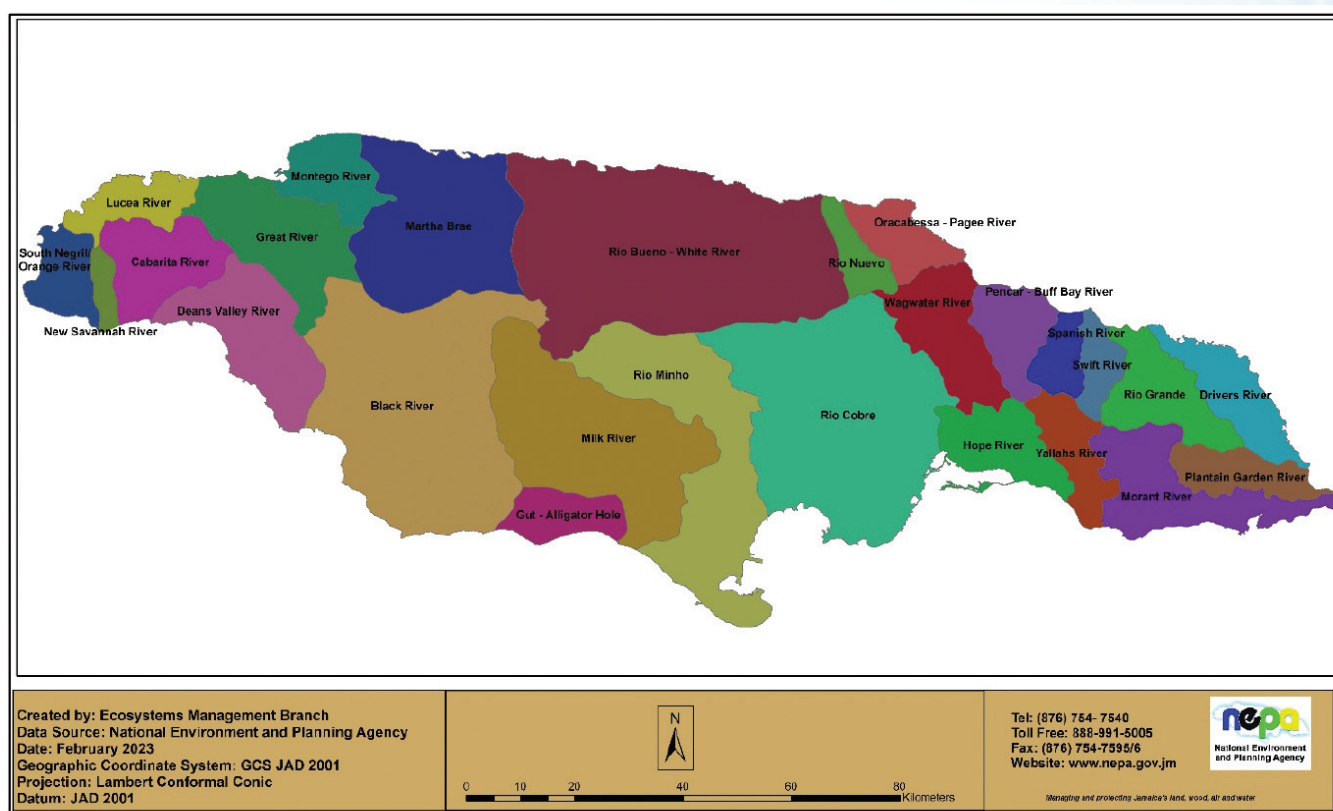 Montego River
Lucea River
Martha Brae
Oracabessa - Pagee River
Great River
South Negril/
Orange River
Cabarita River
Rio Bueno - White River
Rio Nuevo
Pencar - Buff Bay River
Wagwater River
Deans Valley River
New Savannah River
Spanish River
Swift River
Rio Minho
Rio Grande
Drivers River
Black River
Rio Cobre
Milk River
Hope River
Yallahs River
Plantain Garden River
Morant River
Gut - Alligator Hole
Created by: Ecosystems Management Branch
Data Source: National Environment and Planning Agency
Date: February 2023
Geographic Coordinate System: GCS JAD 2001
Projection: Lambert Conformal Conic
Datum: JAD 2001
N
0 10 20 40 60 80
Kilometers
Tel: (876) 754- 7540
Toll Free: 888-991-5005
Fax: (876) 754-7595/6
Website: www.nepa.gov.jm
nepa
National Environment
and Planning Agency
Managing and protecting Jamaica's land, wood, air and water